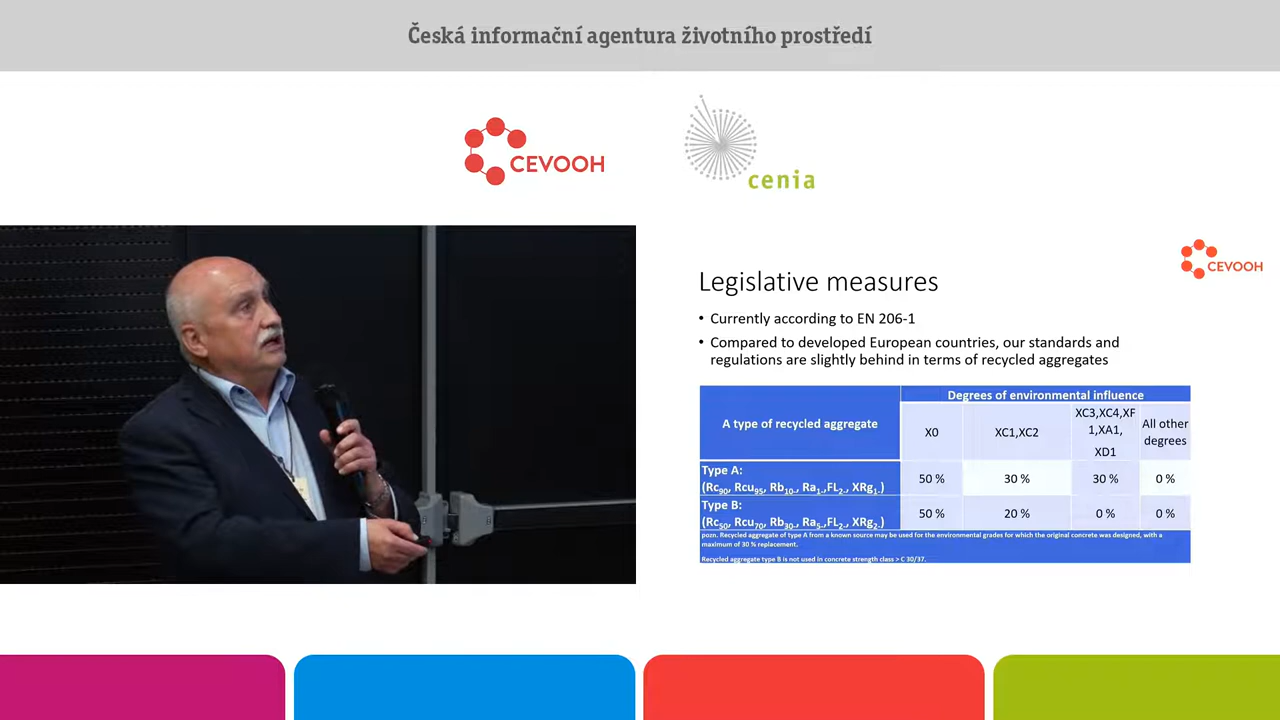 Česká informační agentura životního prostředí
CEVOOH
cenia
CEVOOH
Legislative measures
• Currently according to EN 206-1
• Compared to developed European countries, our standards and
regulations are slightly behind in terms of recycled aggregates
A type of recycled aggregate
Degrees of environmental influence
X0
XC1,XC2
XC3,XC4,XF
1,XA1,
XD1
All other
degrees
Type A:
(Rc90, Rcu95, Rb10-, Ra1-,FL2-, XRg1-)
50 %
30 %
30 %
0 %
Type B:
(Rc50, Rcu70, Rb30-, Ra5-,FL2-, XRg2-)
50 %
20 %
0 %
0 %
pozn. Recycled aggregate of type A from a known source may be used for the environmental grades for which the original concrete was designed, with a
maximum of 30 % replacement.
Recycled aggregate type B is not used in concrete strength class > C 30/37.